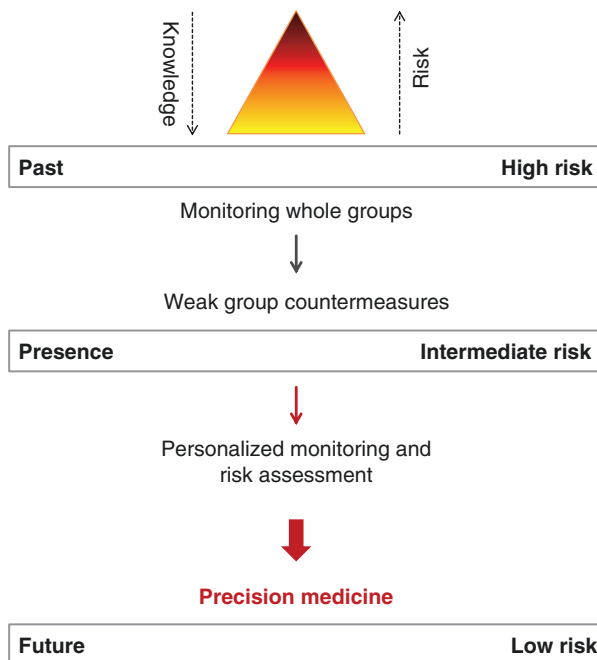 Knowledge
Risk
Past High risk
Monitoring whole groups
Weak group countermeasures
Presence Intermediate risk
Personalized monitoring and
risk assessment
Precision medicine
Future Low risk